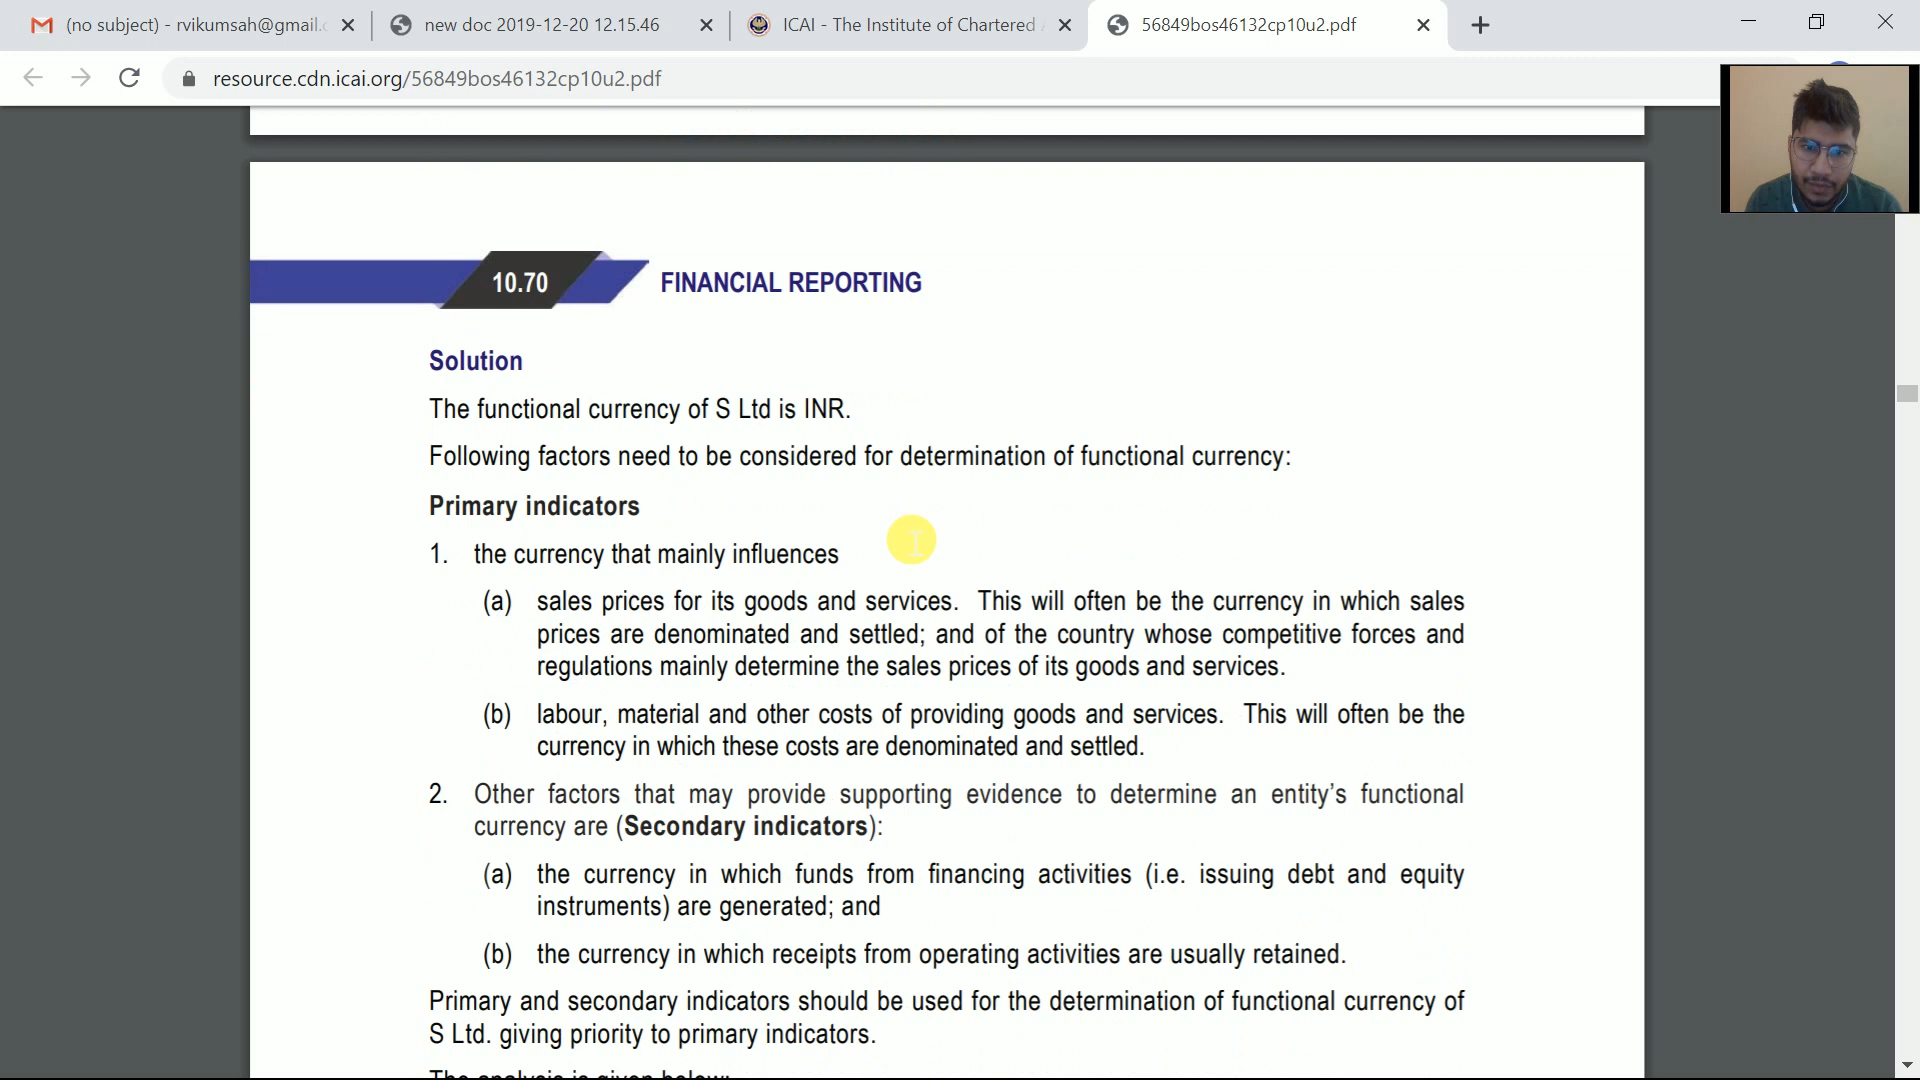 (no subject) - rvikumsah@gmail.c
new doc 2019-12-20 12.15.46
ICAI - The Institute of Chartered A
56849bos46132cp10u2.pdf
resource.cdn.icai.org/56849bos46132cp10u2.pdf
10.70
FINANCIAL REPORTING
Solution
The functional currency of S Ltd is INR.
Following factors need to be considered for determination of functional currency:
Primary indicators
1. the currency that mainly influences
(a) sales prices for its goods and services. This will often be the currency in which sales
prices are denominated and settled; and of the country whose competitive forces and
regulations mainly determine the sales prices of its goods and services.
(b) labour, material and other costs of providing goods and services. This will often be the
currency in which these costs are denominated and settled.
2. Other factors that may provide supporting evidence to determine an entity's functional
currency are (Secondary indicators):
(a) the currency in which funds from financing activities (i.e. issuing debt and equity
instruments) are generated; and
(b) the currency in which receipts from operating activities are usually retained.
Primary and secondary indicators should be used for the determination of functional currency of
S Ltd. giving priority to primary indicators.
The analysis is given below: